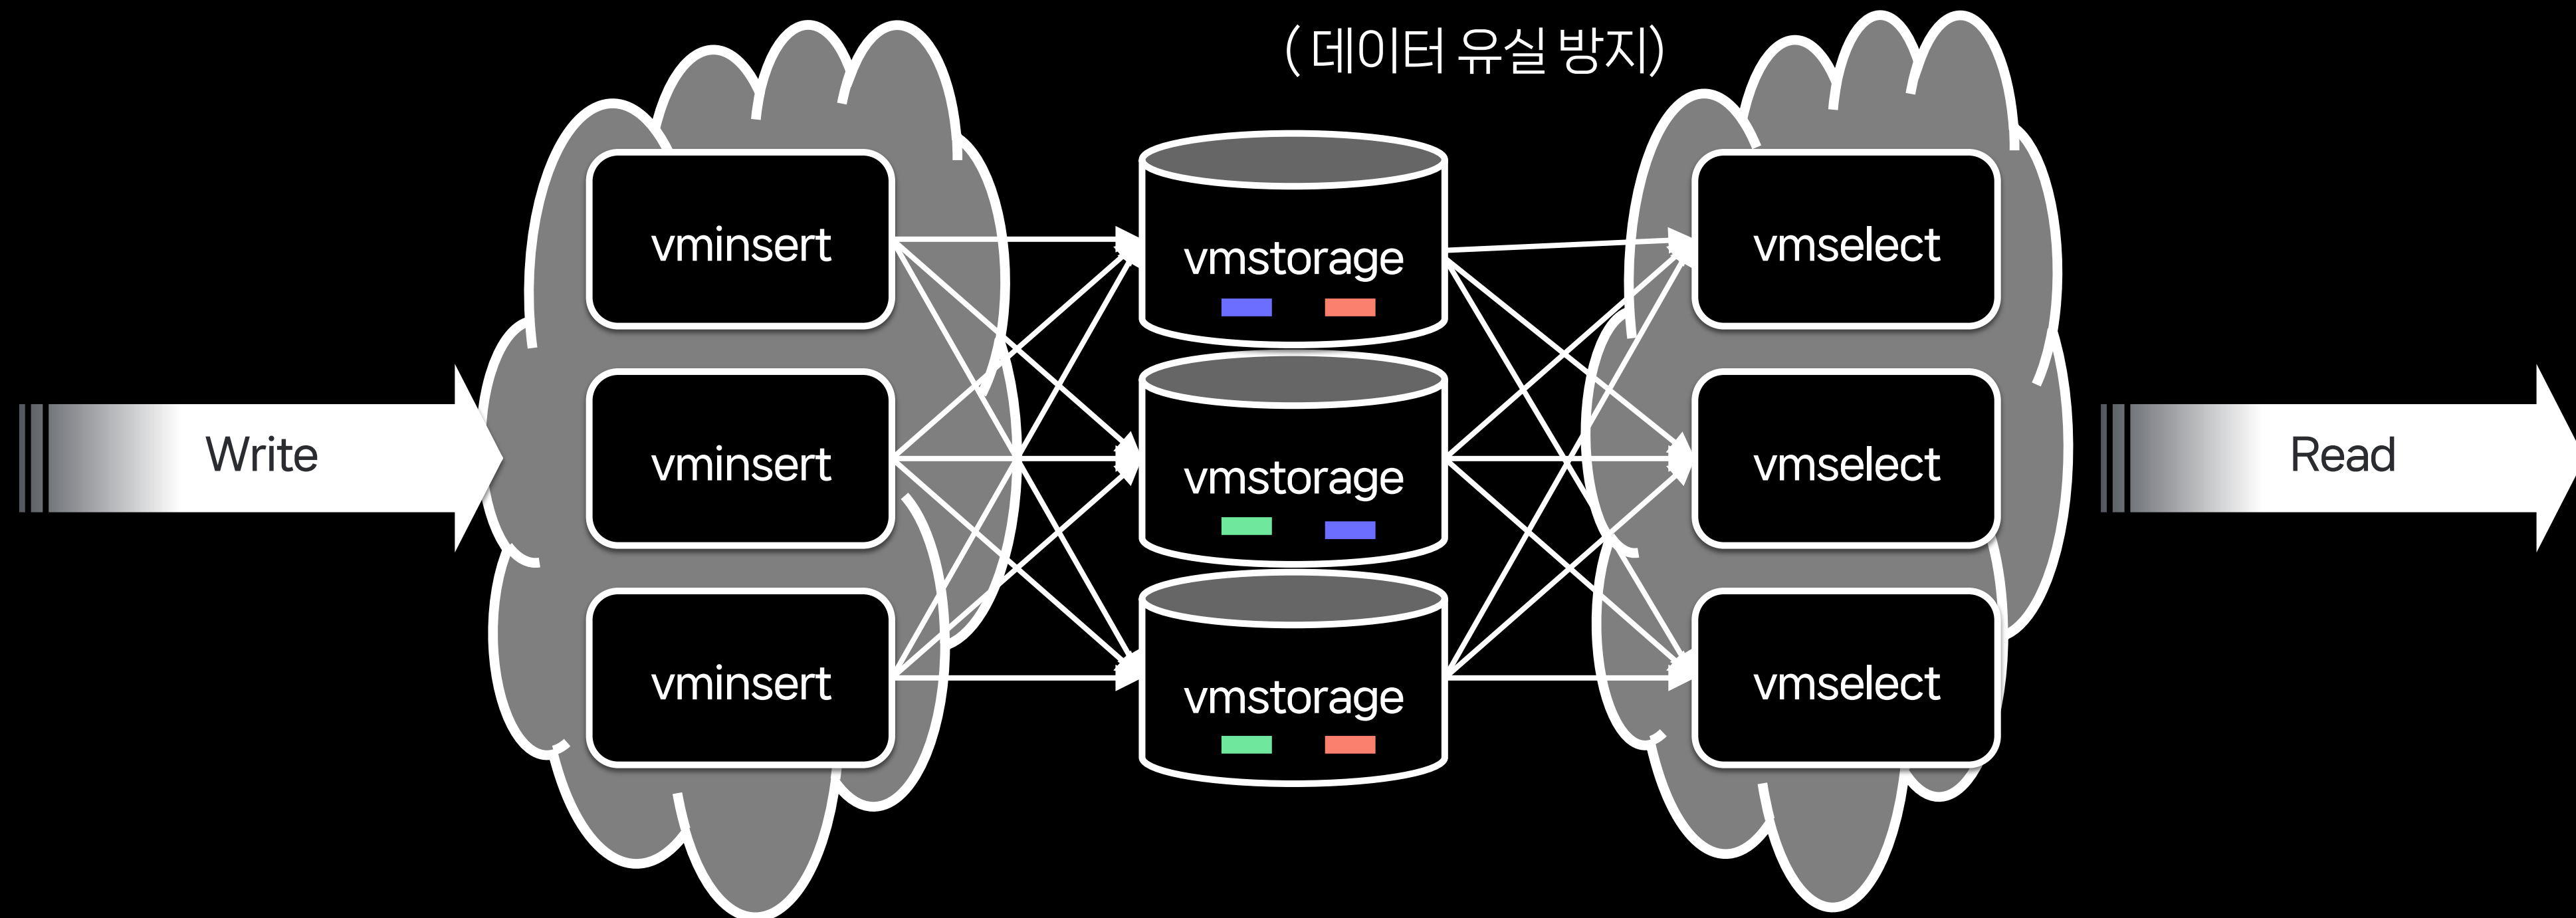 (데이터 유실 방지)
Write
vminsert
vminsert
vminsert
vmstorage
vmstorage
vmstorage
vmselect
vmselect
vmselect
Read